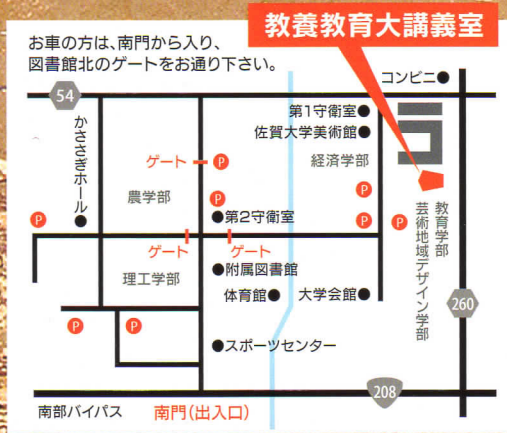 教養教育大講義室
お車の方は、南門から入り、
図書館北のゲートをお通り下さい。
コンビニ●
54
第1守衛室●
佐賀大学美術館●
かささぎホール●
ゲート
P
経済学部
農学部
P
P
P
●第2守衛室
P
P
教育学部
芸術地域デザイン学部
ゲート
ゲート
●附属図書館
理工学部
体育館●
大学会館●
260
P
P
●スポーツセンター
208
南部バイパス
南門(出入口)